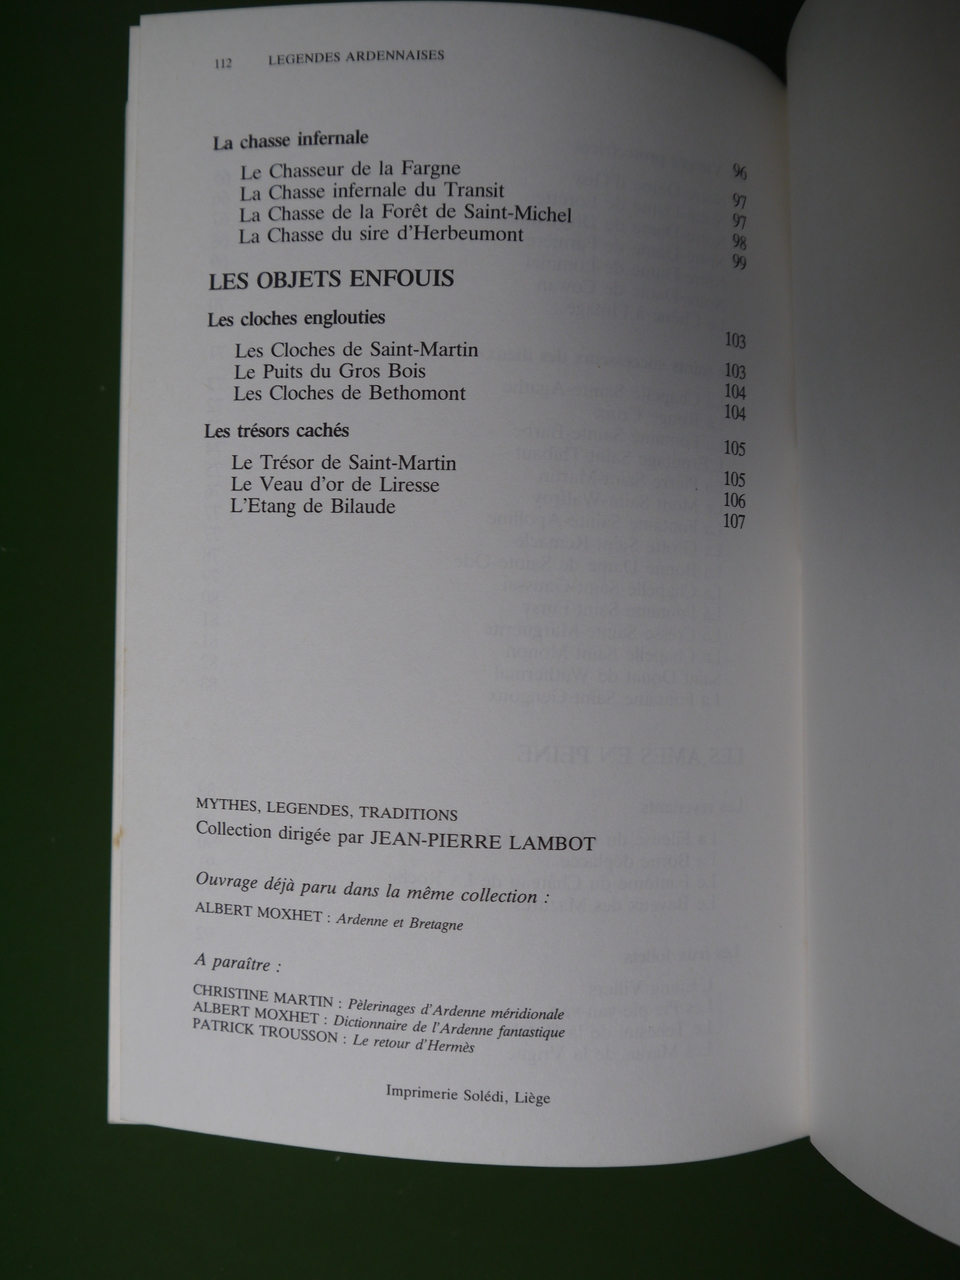 112 LEGENDES ARDENNAISES
La chasse infernale 96
Le Chasseur de la Fargne 97
La Chasse infernale du Transit 97
La Chasse de la Forêt de Saint-Michel 98
La Chasse du sire d'Herbeumont 99
LES OBJETS ENFOUIS
Les cloches englouties 103
Les Cloches de Saint-Martin 103
Le Puits du Gros Bois 104
Les Cloches de Bethomont 104
Les trésors cachés 105
Le Trésor de Saint-Martin 105
Le Veau d'or de Liresse 106
L'Etang de Bilaude 107
MYTHES, LEGENDES, TRADITIONS
Collection dirigée par JEAN-PIERRE LAMBOT
Ouvrage déjà paru dans la même collection :
ALBERT MOXHET : Ardenne et Bretagne
A paraître :
CHRISTINE MARTIN : Pèlerinages d'Ardenne méridionale
ALBERT MOXHET : Dictionnaire de l'Ardenne fantastique
PATRICK TROUSSON : Le retour d'Hermès
Imprimerie Solédi, Liège